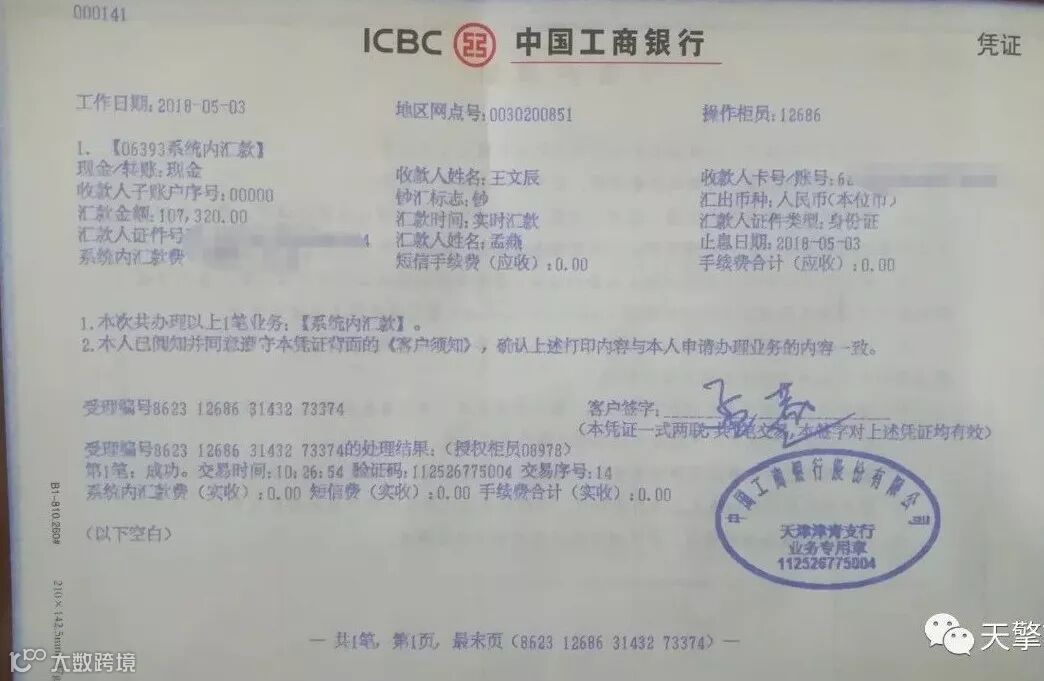 000141
ICBC 中国工商银行 凭证
工作日期:2018-05-03 地区网点号:0030200851 操作柜员:12686
1、【06393系统内汇款】
现金/转账:现金 收款人姓名:王文辰 收款人卡号/账号:62
收款人子账户序号:00000 钞汇标志:钞 汇出币种:人民币(本位币)
汇款金额:107,320.00 汇款时间:实时汇款 汇款人证件类型:身份证
汇款人证件号 4 汇款人姓名:孟燕 止息日期:2018-05-03
系统内汇款费 短信手续费(应收):0.00 手续费合计(应收):0.00
1.本次共办理以上1笔业务:【系统内汇款】。
2.本人已阅知并同意遵守本凭证背面的《客户须知》,确认上述打印内容与本人申请办理业务的内容一致。
受理编号8623 12686 31432 73374 客户签字:
(本凭证一式两联,共1笔交易,本签字对上述凭证均有效)
受理编号8623 12686 31432 73374的处理结果:(授权柜员08978)
第1笔:成功。交易时间:10:26:54 验证码:112526775004 交易序号:14
系统内汇款费(实收):0.00 短信费(实收):0.00 手续费合计(实收):0.00
(以下空白)
中国工商银行股份有限公司
天津津青支行
业务专用章
112526775004
— 共1笔, 第1页, 最末页(8623 12686 31432 73374) —
B1-810.260#
210×142.5mm
大数跨境
天擎